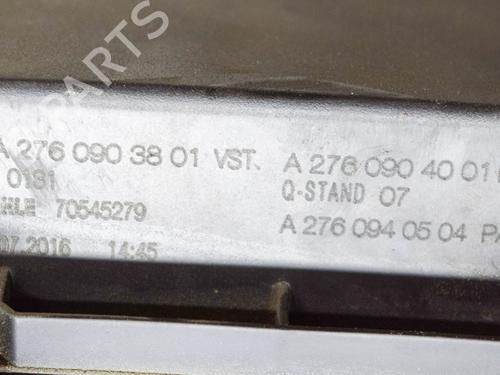 A 276 090 38 01 VST.
0131
70545279
07.2016 14:45
A 276 090 40 01
Q-STAND 07
A 276 094 05 04
B-PARTS